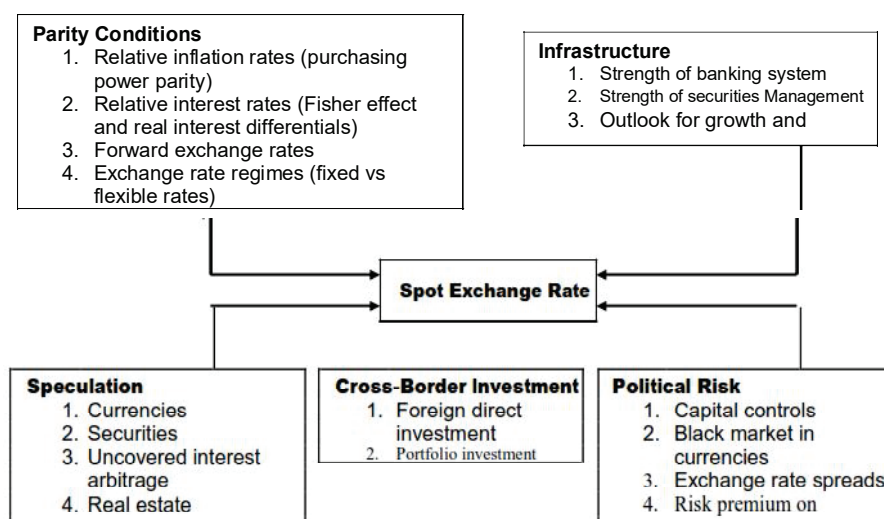 Parity Conditions
1. Relative inflation rates (purchasing
power parity)
2. Relative interest rates (Fisher effect
and real interest differentials)
3. Forward exchange rates
4. Exchange rate regimes (fixed vs
flexible rates)
Infrastructure
1. Strength of banking system
2. Strength of securities Management
3. Outlook for growth and
Spot Exchange Rate
Speculation
1. Currencies
2. Securities
3. Uncovered interest
arbitrage
4. Real estate
Cross-Border Investment
1. Foreign direct
investment
2. Portfolio investment
Political Risk
1. Capital controls
2. Black market in
currencies
3. Exchange rate spreads
4. Risk premium on